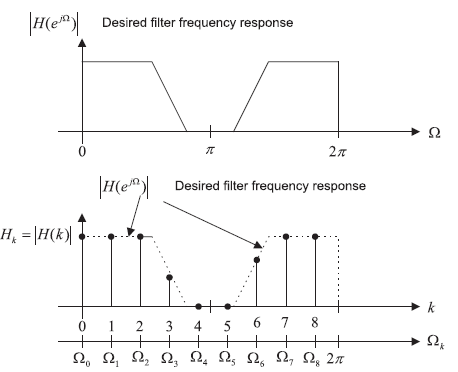 |H(e^{jΩ})| Desired filter frequency response
Ω
0 π 2π
|H(e^{jΩ})| Desired filter frequency response
H_k = |H(k)|
k
0 1 2 3 4 5 6 7 8
Ω_k
Ω_0 Ω_1 Ω_2 Ω_3 Ω_4 Ω_5 Ω_6 Ω_7 Ω_8 2π